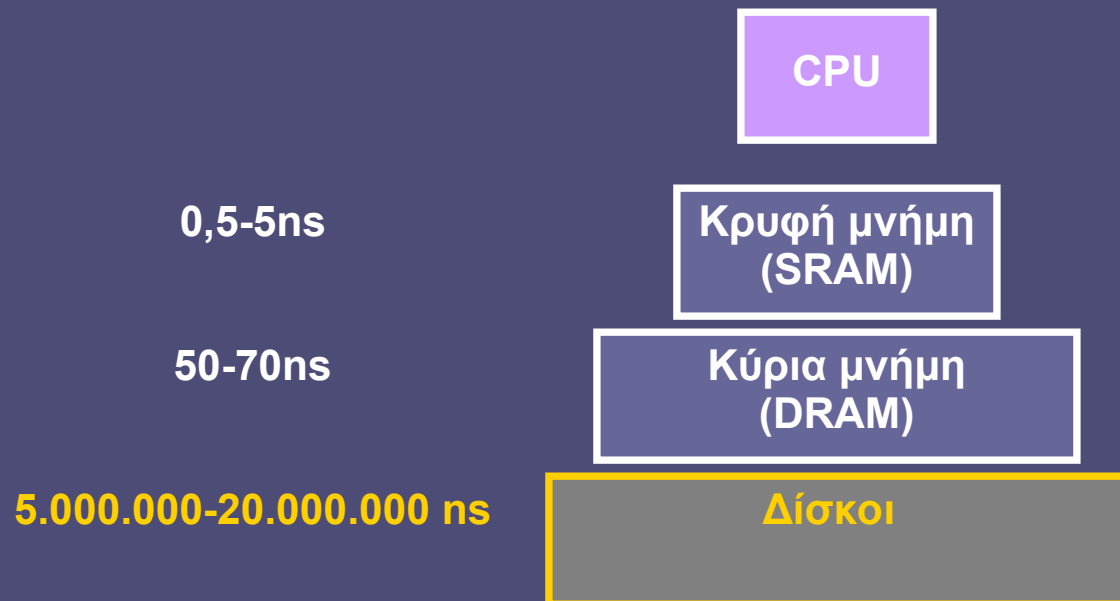 CPU
0,5-5ns
Κρυφή μνήμη
(SRAM)
50-70ns
Κύρια μνήμη
(DRAM)
5.000.000-20.000.000 ns
Δίσκοι